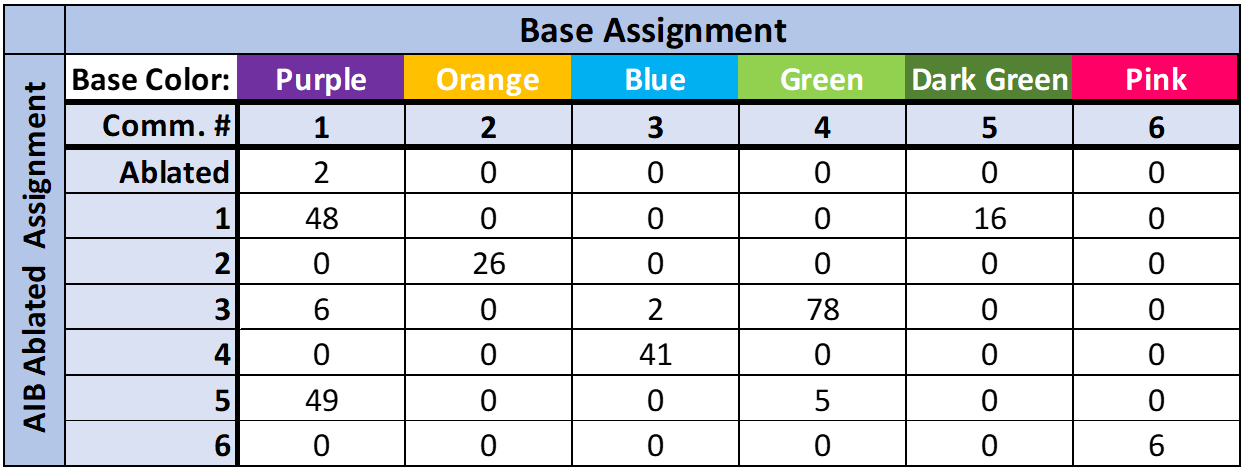 Base Assignment
AIB Ablated Assignment
Base Color: Purple Orange Blue Green Dark Green Pink
Comm. # 1 2 3 4 5 6
Ablated 2 0 0 0 0 0
1 48 0 0 0 16 0
2 0 26 0 0 0 0
3 6 0 2 78 0 0
4 0 0 41 0 0 0
5 49 0 0 5 0 0
6 0 0 0 0 0 6